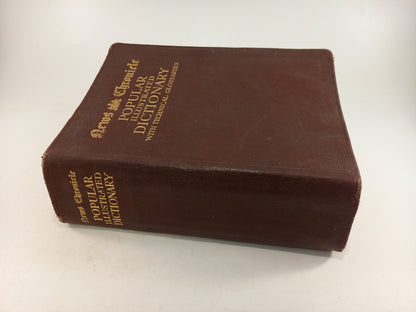 News Chronicle
POPULAR
ILLUSTRATED
DICTIONARY
WITH TECHNICAL GLOSSARIES
News Chronicle
POPULAR
ILLUSTRATED
DICTIONARY